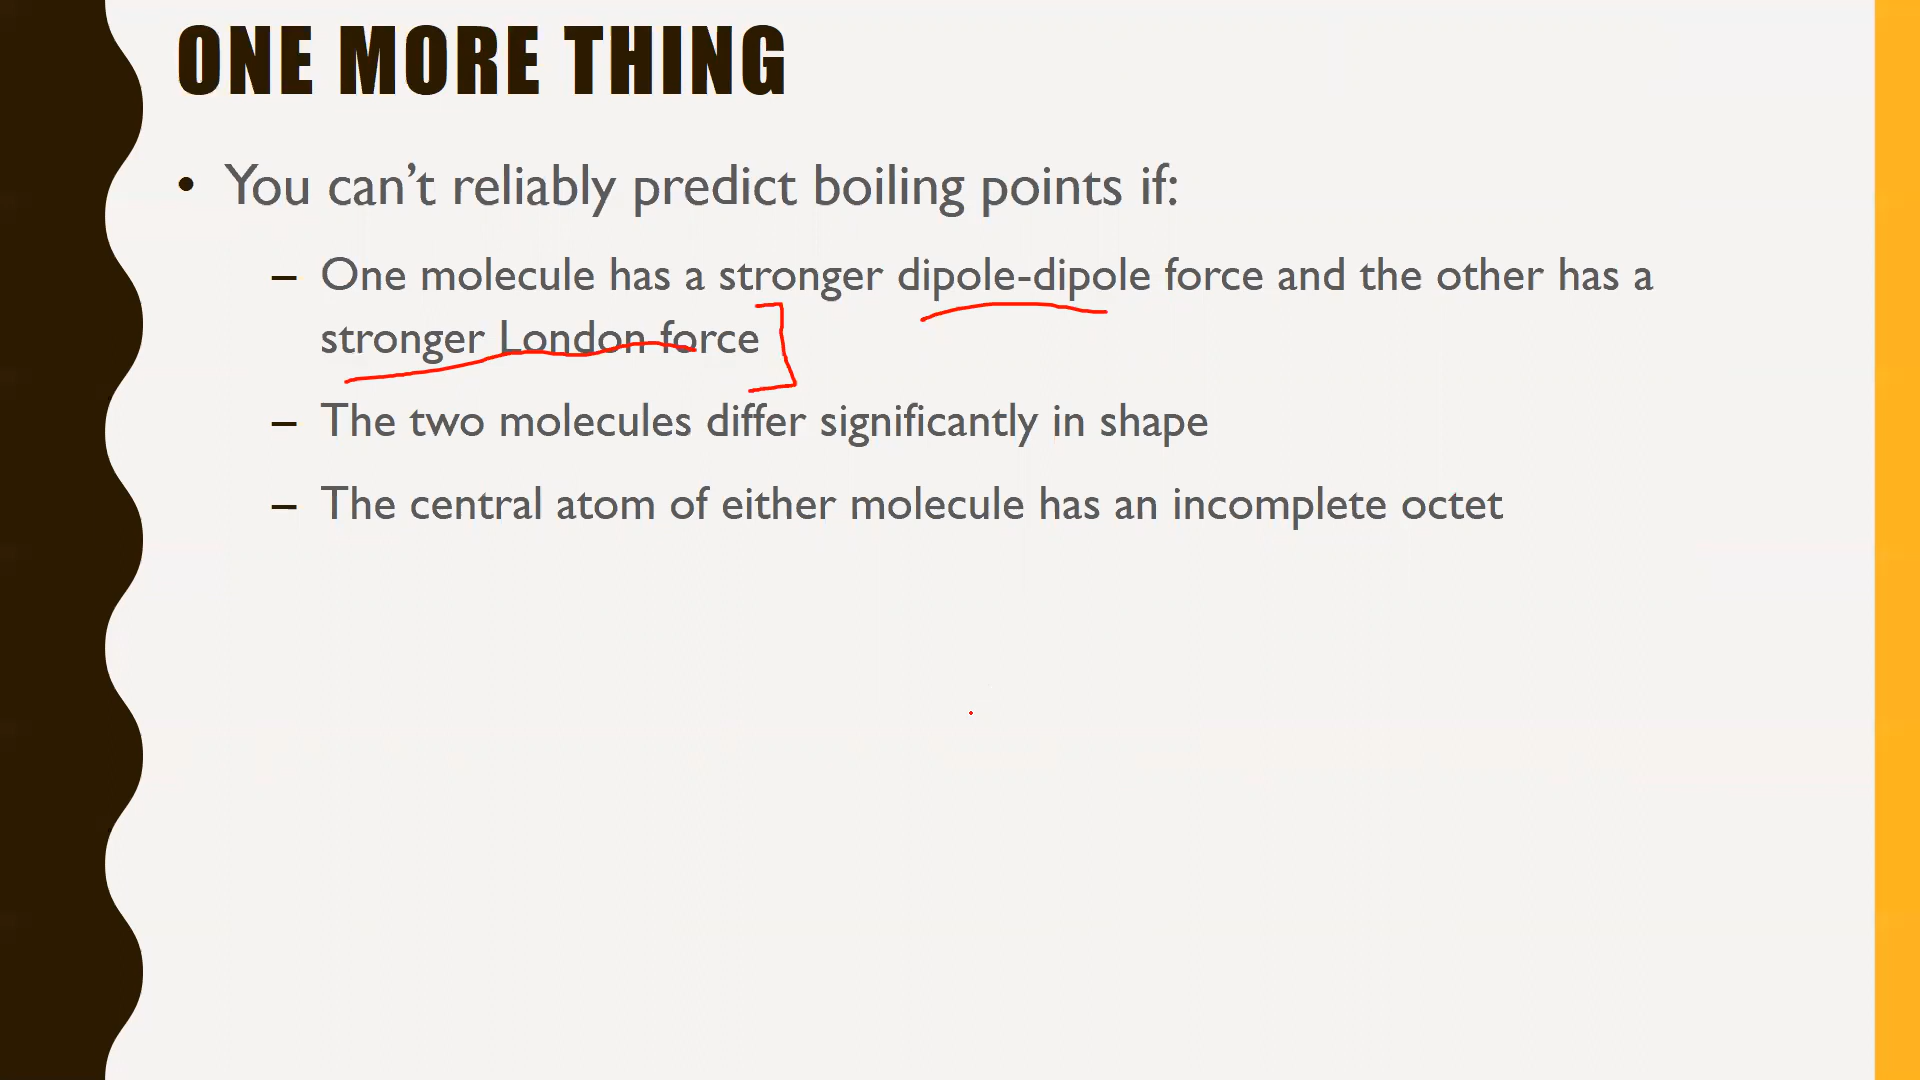 ONE MORE THING
• You can't reliably predict boiling points if:
– One molecule has a stronger dipole-dipole force and the other has a
stronger London force
– The two molecules differ significantly in shape
– The central atom of either molecule has an incomplete octet